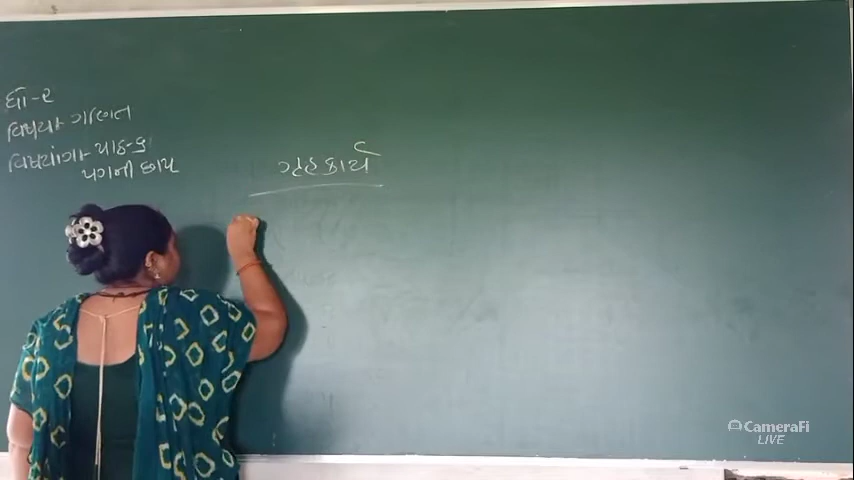 ધો-૨
વિષય:- ગણિત
વિષયાંગ:- પાઠ-૬
પગની છાપ
ગૃહકાર્ય
CameraFi
LIVE